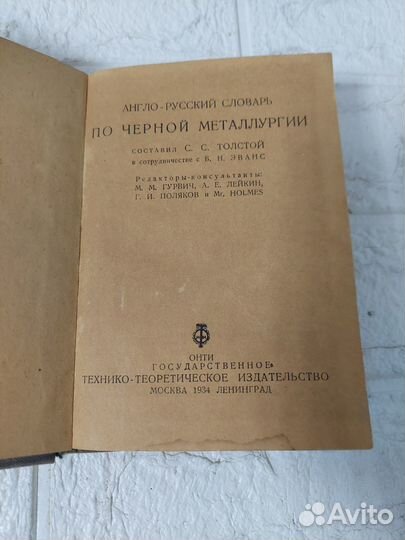 АНГЛО-РУССКИЙ СЛОВАРЬ
ПО ЧЕРНОЙ МЕТАЛЛУРГИИ
СОСТАВИЛ С. С. ТОЛСТОЙ
в сотрудничестве с Б. Н. ЭВАНС
Редакторы-консультанты:
М. М. ГУРВИЧ, А. Е. ЛЕЙКИН,
Г. И. ПОЛЯКОВ и Mr. HOLMES
ОНТИ
ГОСУДАРСТВЕННОЕ
ТЕХНИКО-ТЕОРЕТИЧЕСКОЕ ИЗДАТЕЛЬСТВО
МОСКВА 1934 ЛЕНИНГРАД
Avito